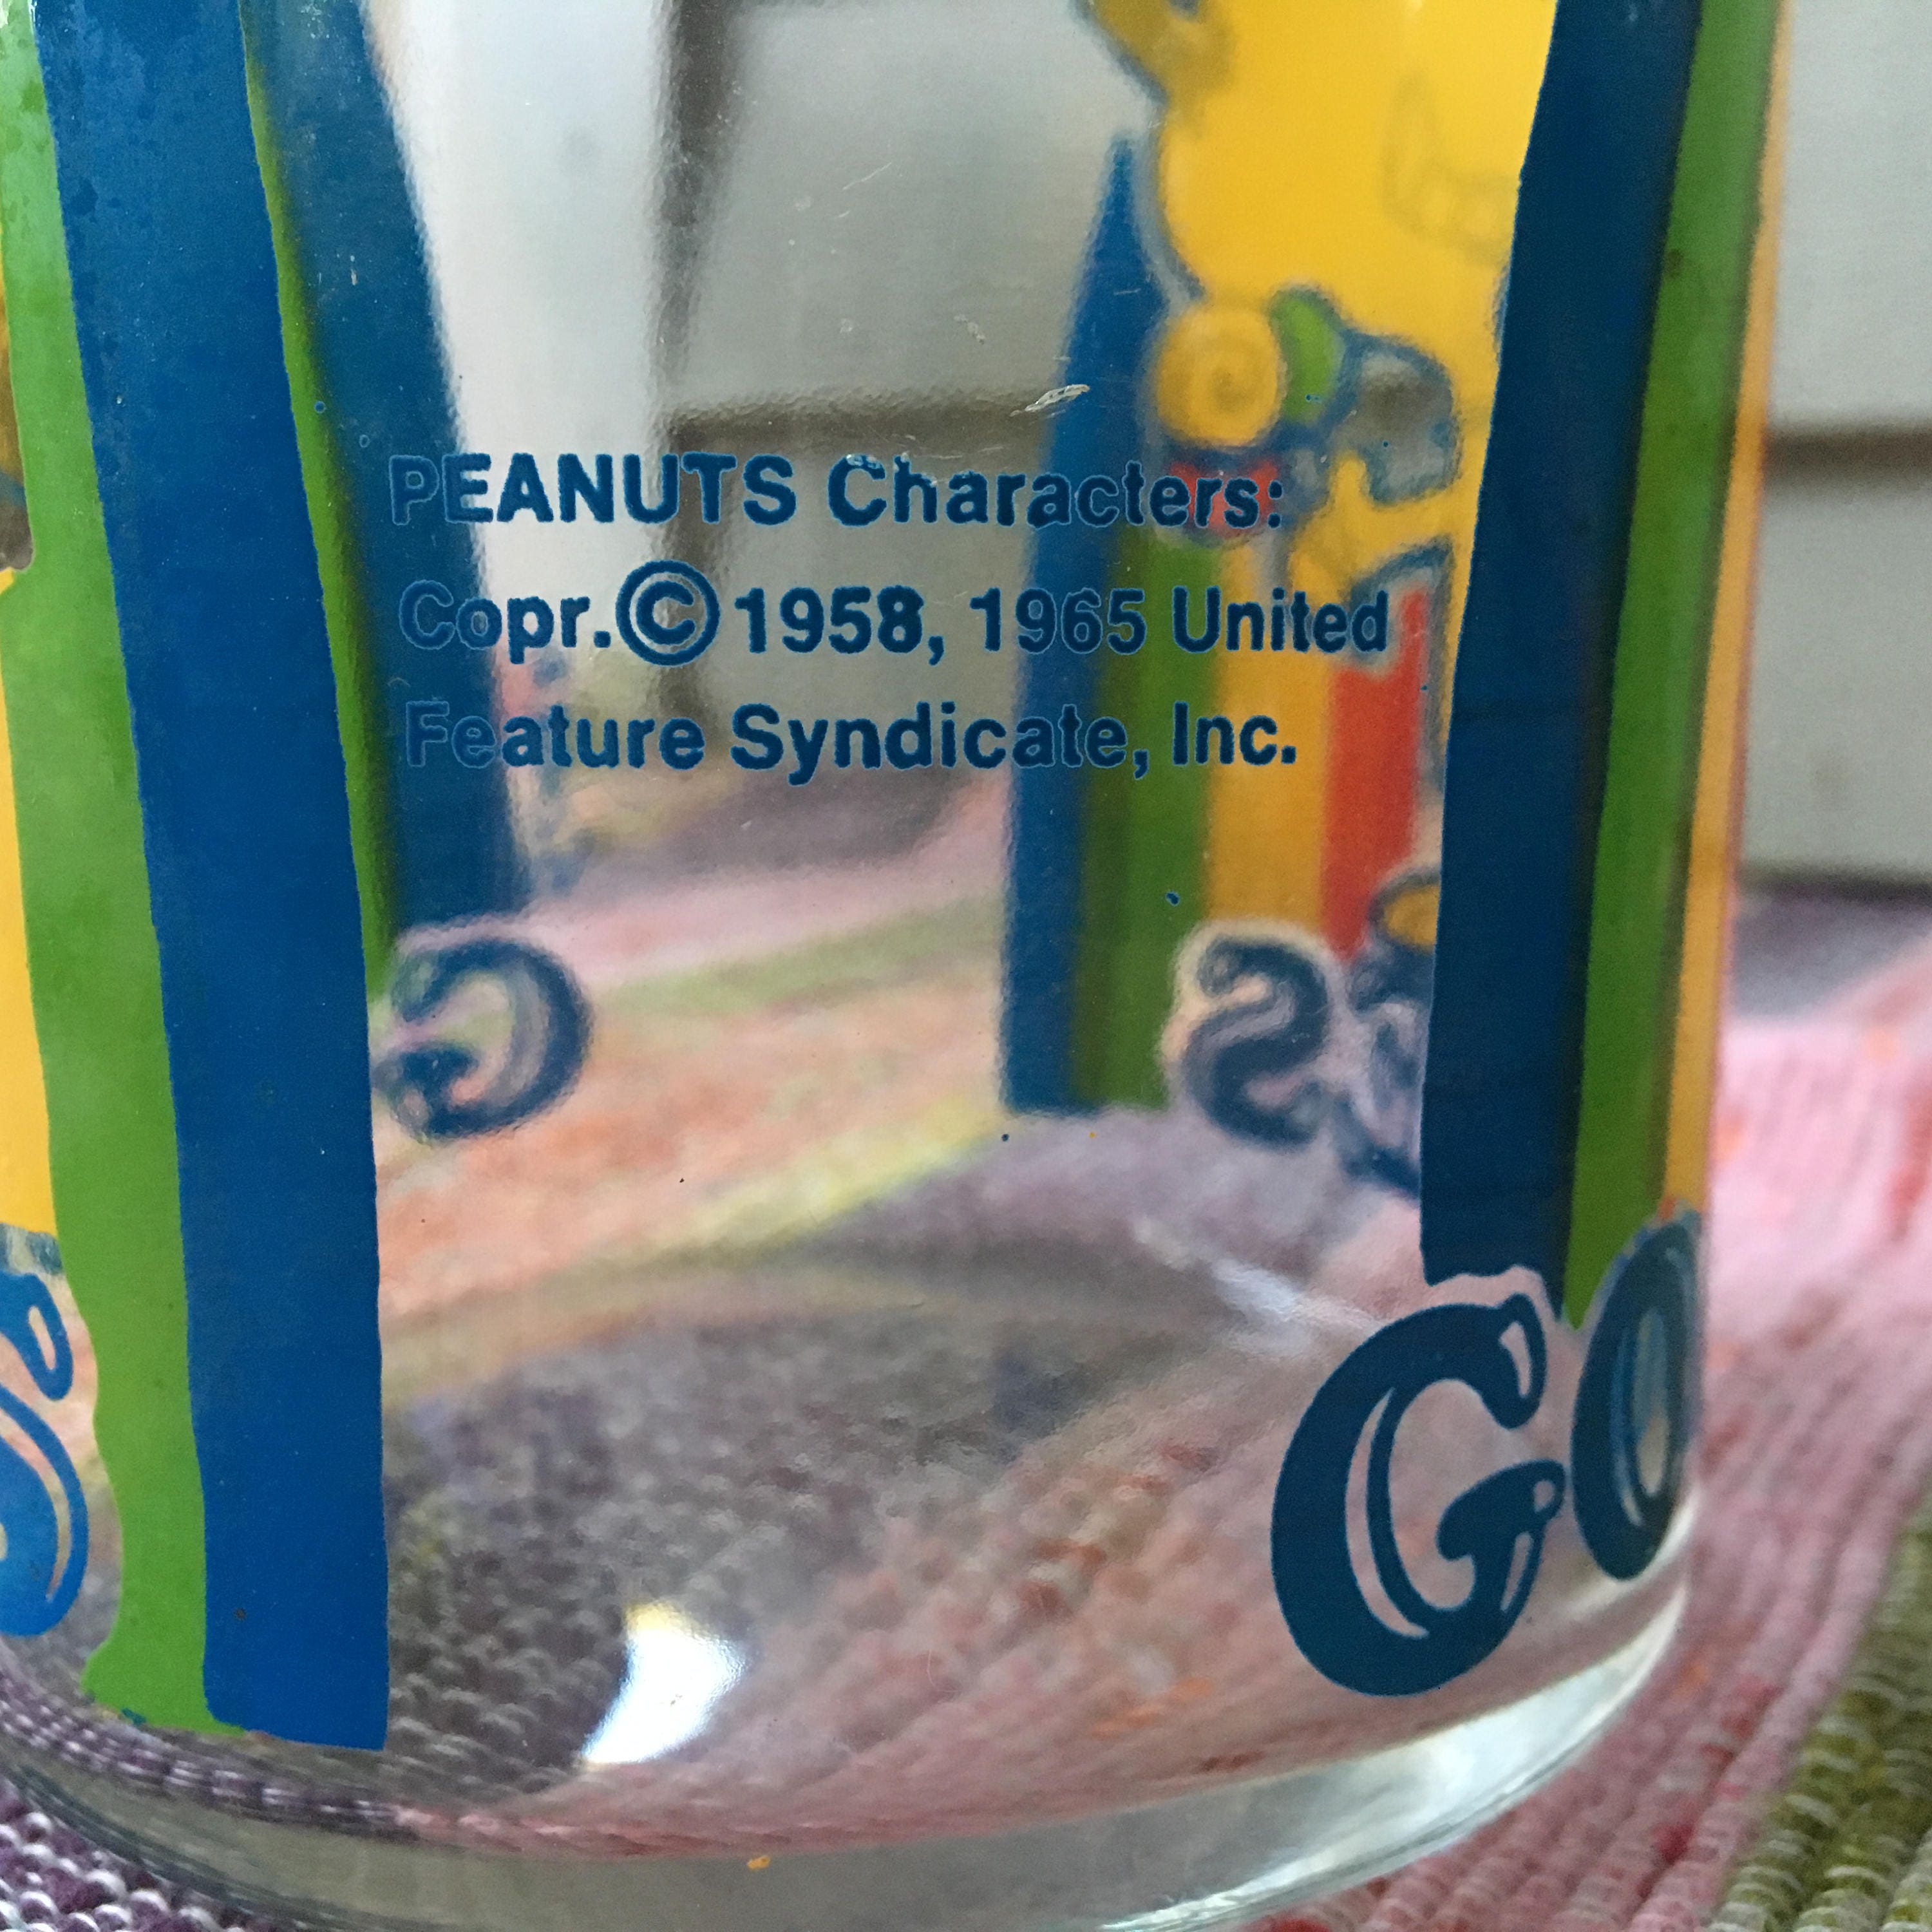 PEANUTS Characters:
Copr. © 1958, 1965 United
Feature Syndicate, Inc.
GO